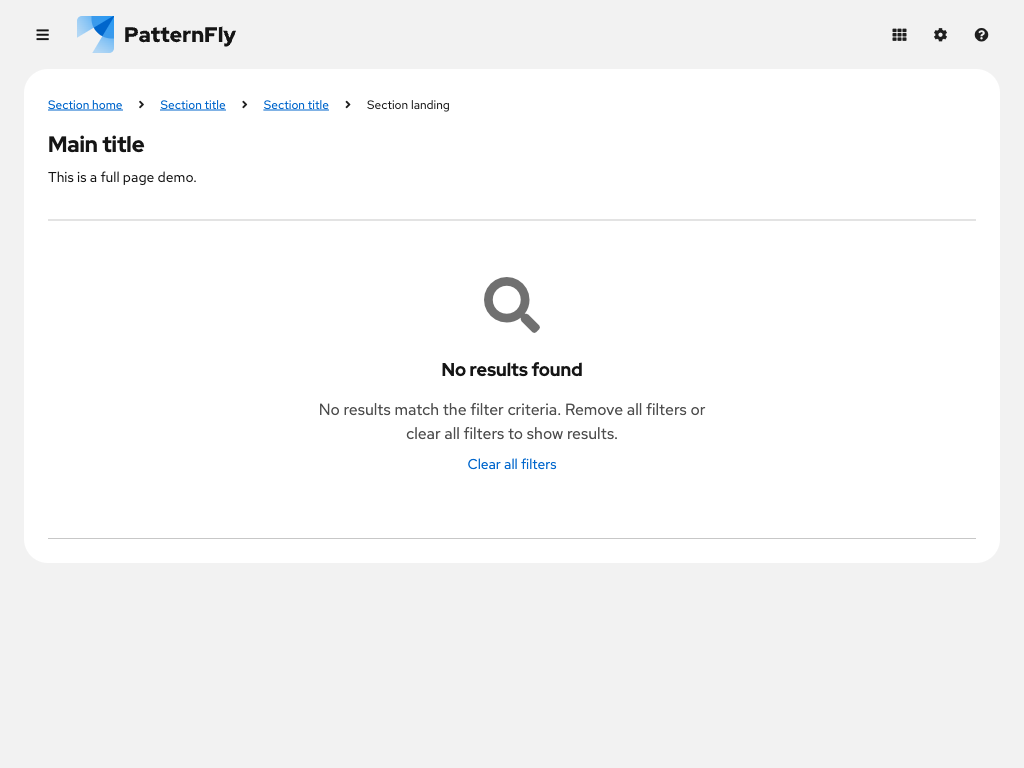 PatternFly
Section home Section title Section title Section landing
Main title
This is a full page demo.
No results found
No results match the filter criteria. Remove all filters or
clear all filters to show results.
Clear all filters